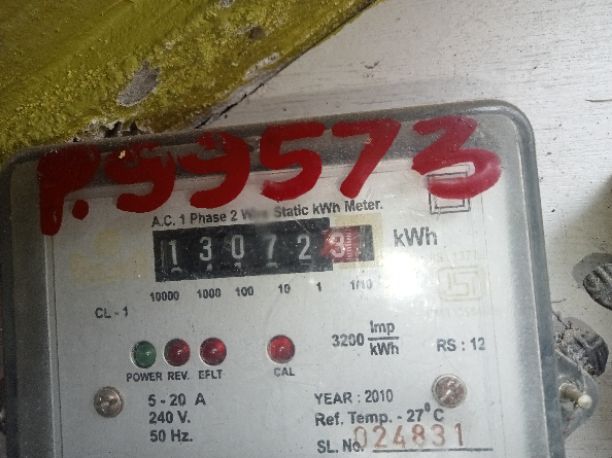 P.59573
A.C. 1 Phase 2 Wire Static kWh Meter.
1 3 0 7 2 3 kWh
10000 1000 100 10 1 1/10
CL - 1
3200 Imp/kWh RS : 12
POWER REV. EFLT CAL
5 - 20 A
240 V.
50 Hz.
YEAR : 2010
Ref. Temp. - 27°C
SL. No. 024831